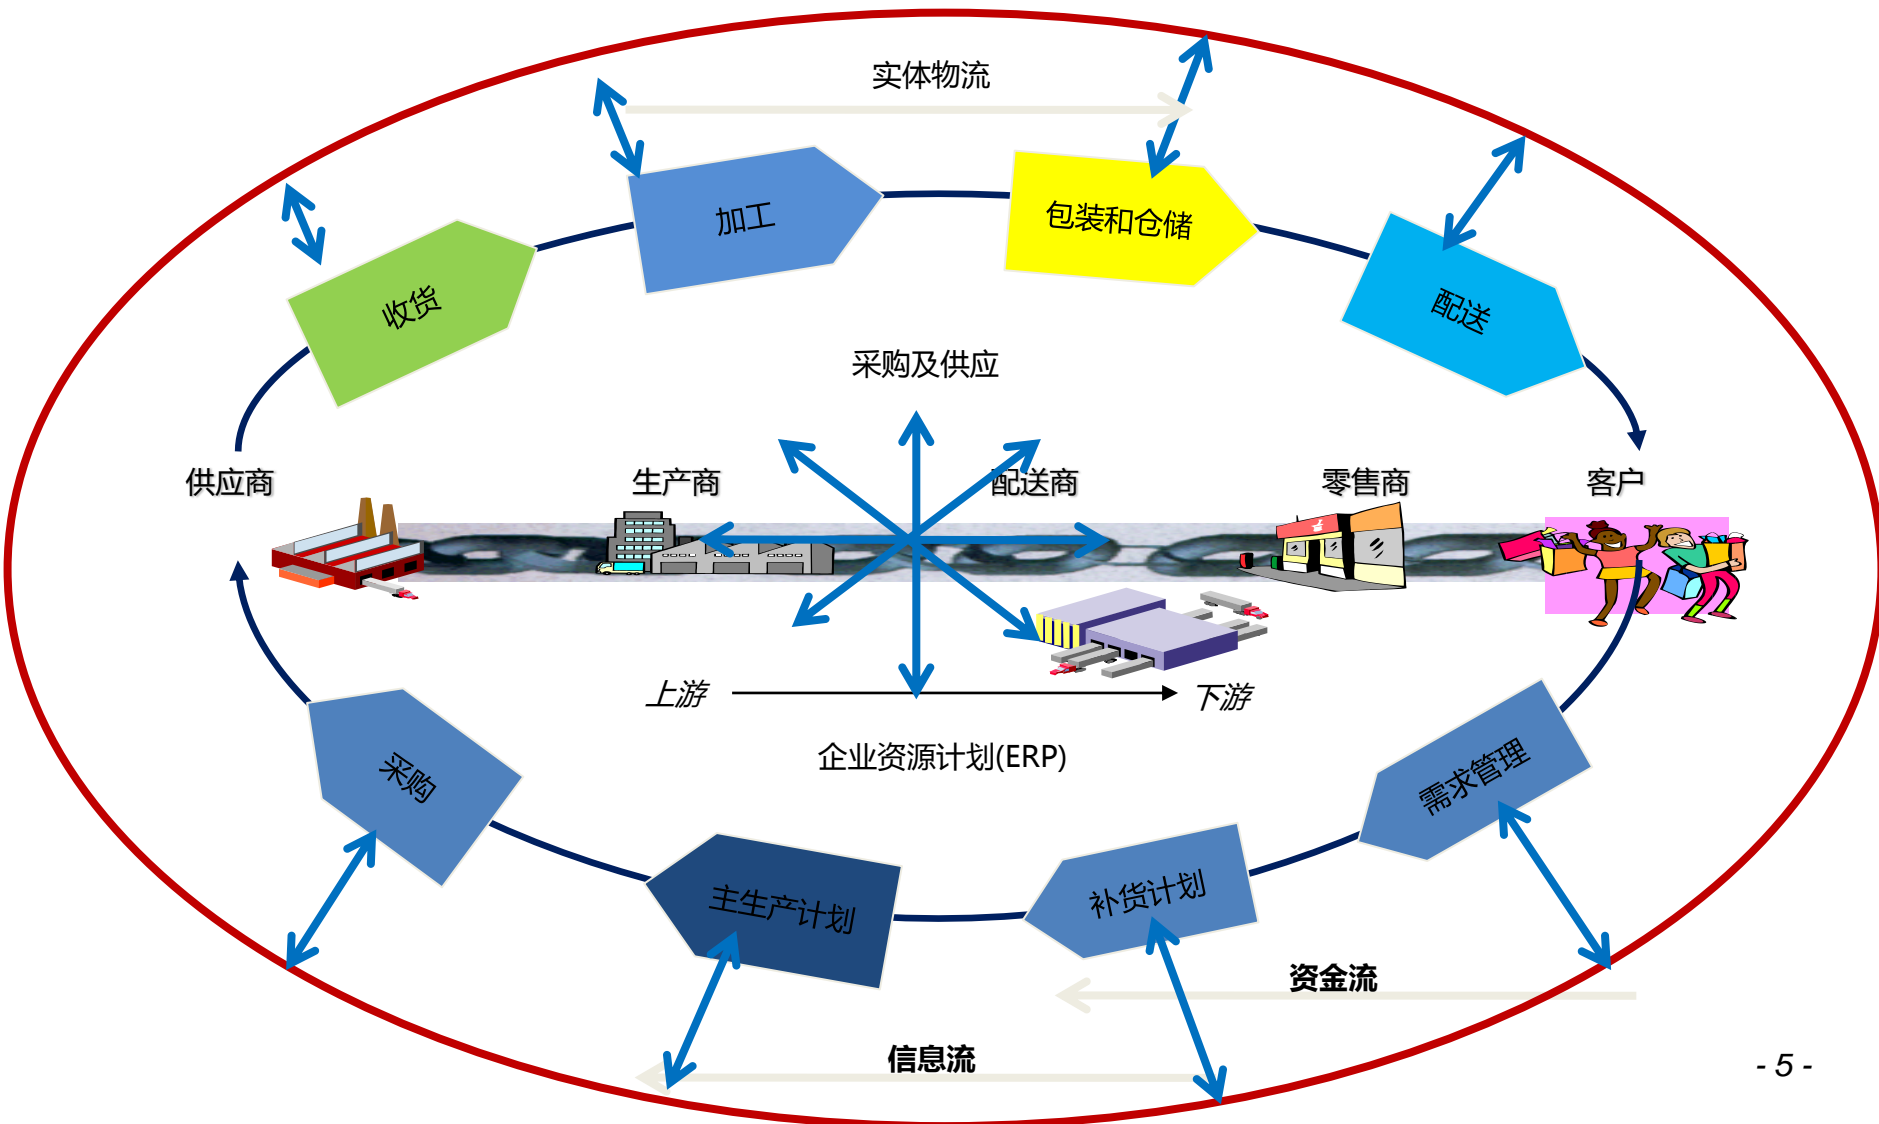 实体物流
加工
包装和仓储
收货
配送
采购及供应
供应商
生产商
配送商
零售商
客户
上游
下游
企业资源计划(ERP)
采购
需求管理
主生产计划
补货计划
资金流
信息流
- 5 -